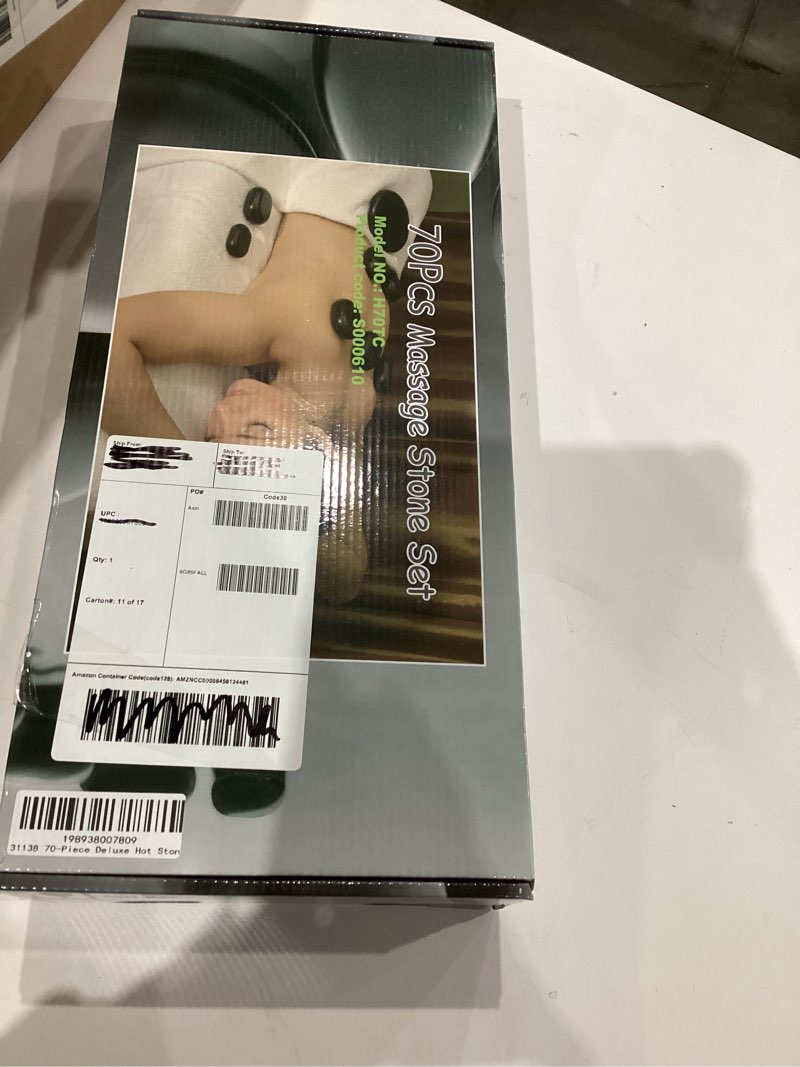 70Pcs Massage Stone Set
Model NO.: H70TC
Product code: S000610
Ship From:
Ship To:
UPC :
Qty: 1
Carton#: 11 of 17
PO#
Code39
Asin
Amazon Container Code(code128):
198938007809
31138 70-Piece Deluxe Hot Ston